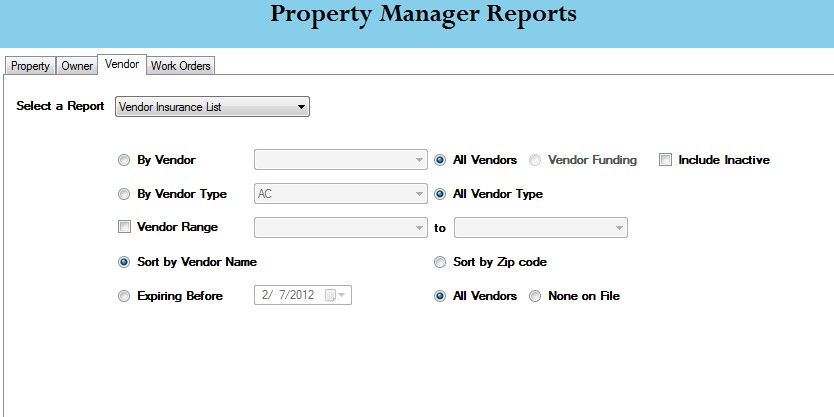 Property Manager Reports
Property Owner Vendor Work Orders
Select a Report Vendor Insurance List
By Vendor All Vendors Vendor Funding Include Inactive
By Vendor Type AC All Vendor Type
Vendor Range to
Sort by Vendor Name Sort by Zip code
Expiring Before 2/ 7/2012 All Vendors None on File